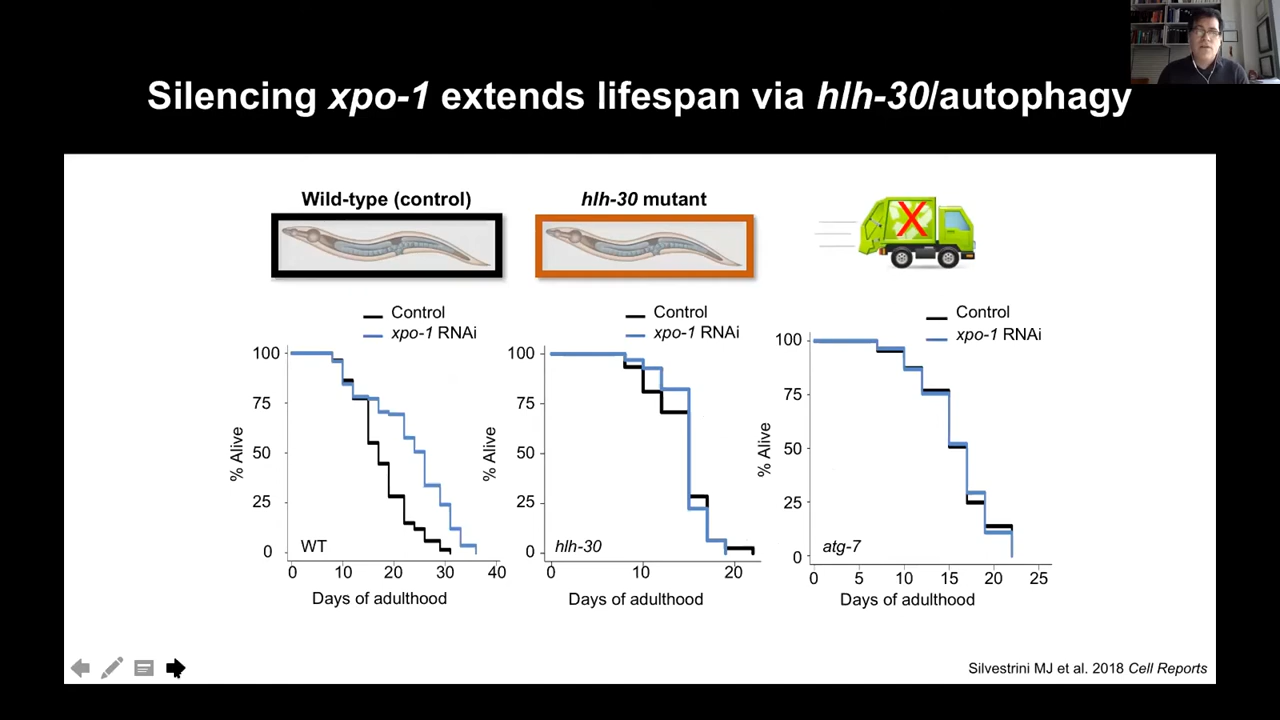 Silencing xpo-1 extends lifespan via hlh-30/autophagy
Wild-type (control)
hlh-30 mutant
X
Control
xpo-1 RNAi
100
75
50
25
0
% Alive
WT
0 10 20 30 40
Days of adulthood
Control
xpo-1 RNAi
100
75
50
25
0
% Alive
hlh-30
0 10 20
Days of adulthood
Control
xpo-1 RNAi
100
75
50
25
0
% Alive
atg-7
0 5 10 15 20 25
Days of adulthood
Silvestrini MJ et al. 2018 Cell Reports